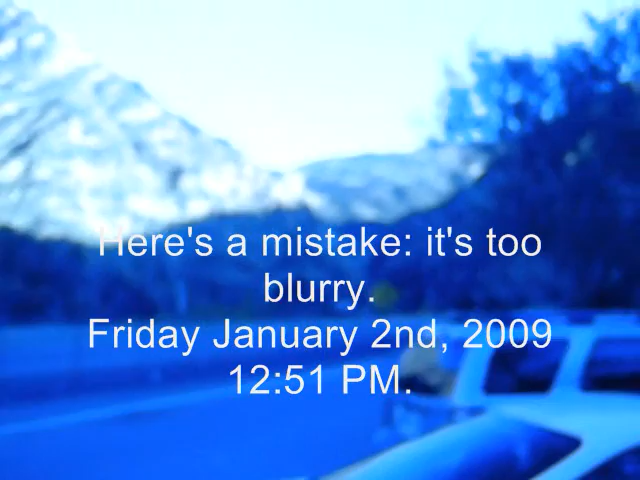 Here's a mistake: it's too
blurry.
Friday January 2nd, 2009
12:51 PM.